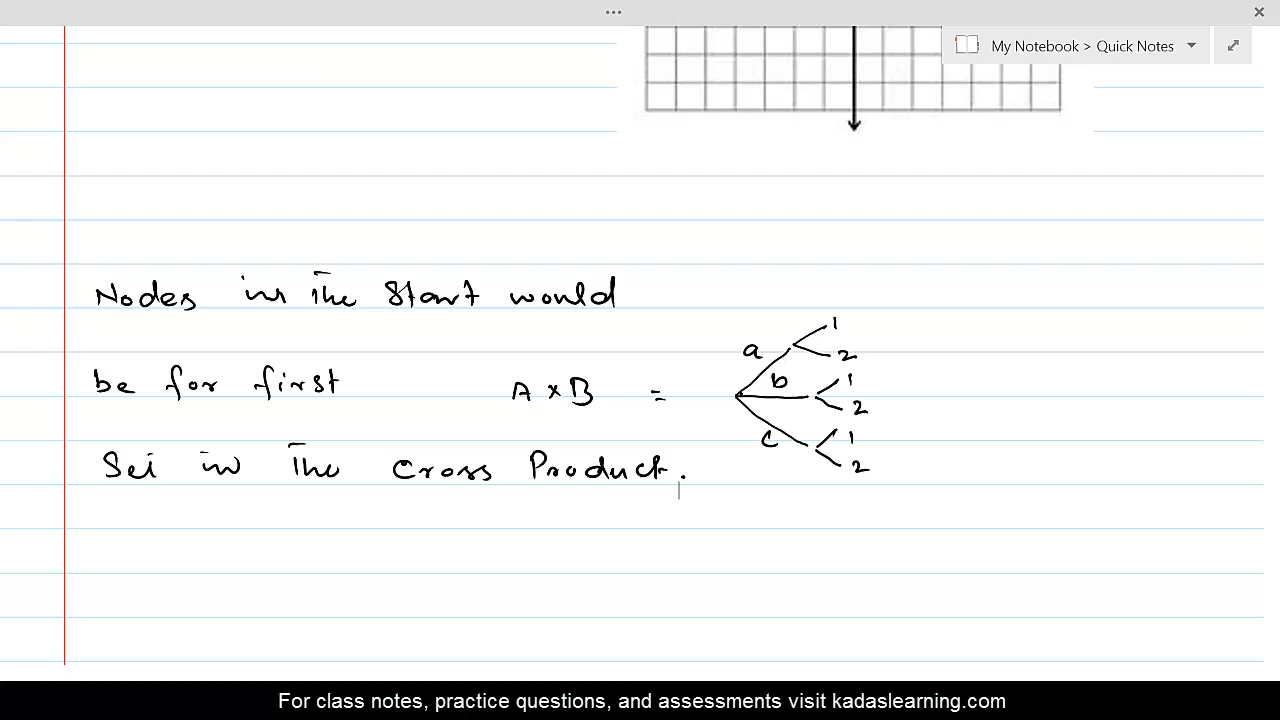 My Notebook > Quick Notes
Nodes in the Start would
be for first
A × B =
a
1
2
b
1
2
c
1
2
Set in the Cross Product.
For class notes, practice questions, and assessments visit kadaslearning.com